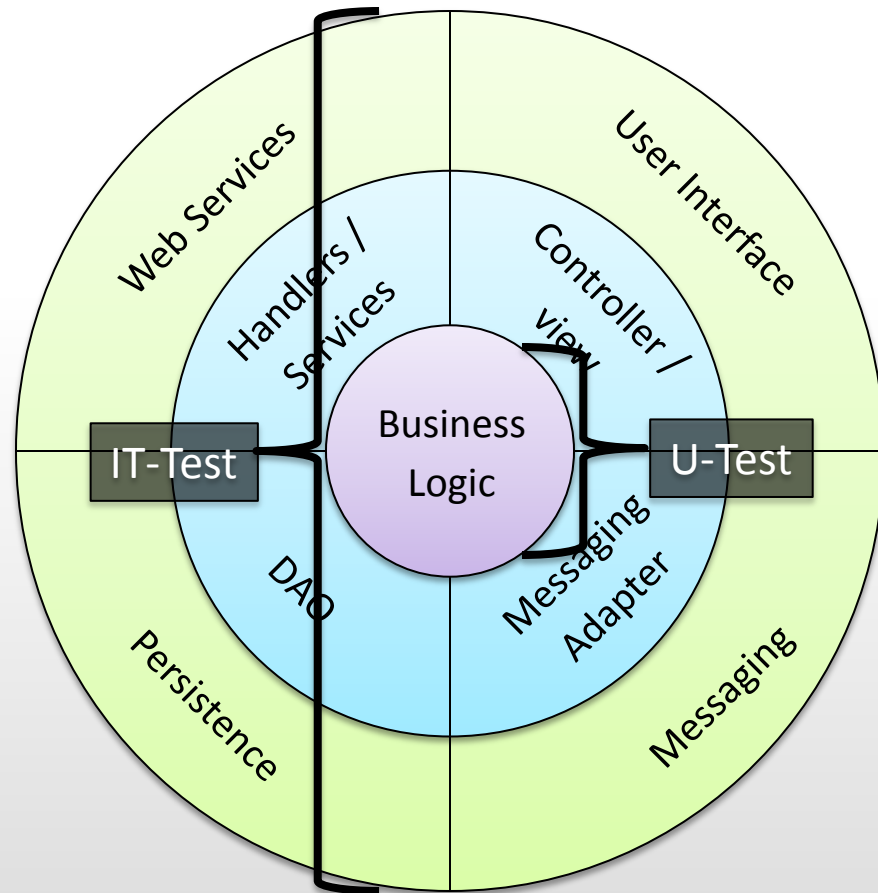 Web Services
User Interface
Handlers /
Services
Controller /
view
Business
Logic
IT-Test
U-Test
DAO
Messaging
Adapter
Persistence
Messaging